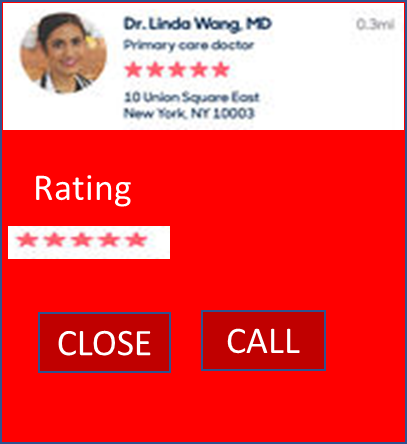 Dr. Linda Wang, MD
0.3mi
Primary care doctor
10 Union Square East
New York, NY 10003
Rating
CLOSE
CALL